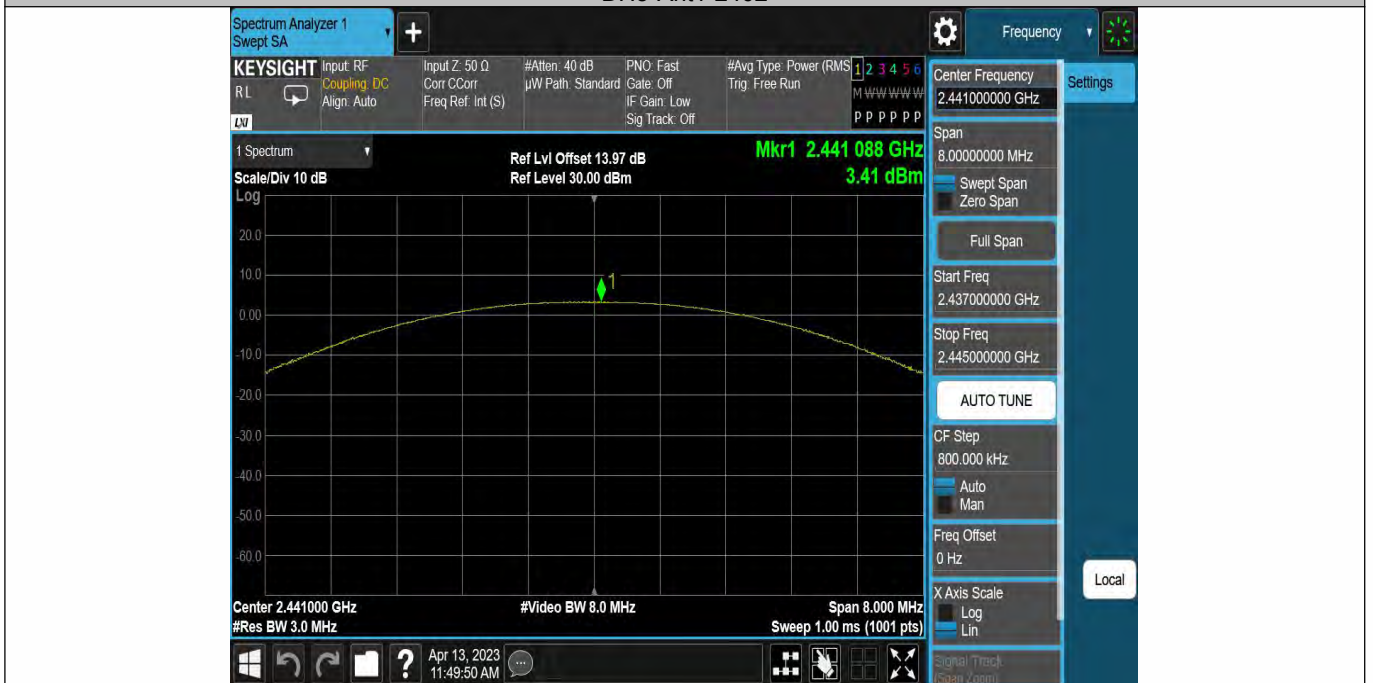 Spectrum Analyzer 1
Swept SA
Frequency
KEYSIGHT
RL
LXI
Input: RF
Coupling: DC
Align: Auto
Input Z: 50 Ω
Corr CCorr
Freq Ref: Int (S)
#Atten: 40 dB
µW Path: Standard
PNO: Fast
Gate: Off
IF Gain: Low
Sig Track: Off
#Avg Type: Power (RMS
Trig: Free Run
1 2 3 4 5 6
M W W W W W
P P P P P P
1 Spectrum
Scale/Div 10 dB
Log
Ref Lvl Offset 13.97 dB
Ref Level 30.00 dBm
Mkr1 2.441 088 GHz
3.41 dBm
20.0
10.0
0.00
-10.0
-20.0
-30.0
-40.0
-50.0
-60.0
1
Center 2.441000 GHz
#Res BW 3.0 MHz
#Video BW 8.0 MHz
Span 8.000 MHz
Sweep 1.00 ms (1001 pts)
?
Apr 13, 2023
11:49:50 AM
Center Frequency
2.441000000 GHz
Settings
Span
8.00000000 MHz
Swept Span
Zero Span
Full Span
Start Freq
2.437000000 GHz
Stop Freq
2.445000000 GHz
AUTO TUNE
CF Step
800.000 kHz
Auto
Man
Freq Offset
0 Hz
X Axis Scale
Log
Lin
Local
Signal Track
(Span Zoom)